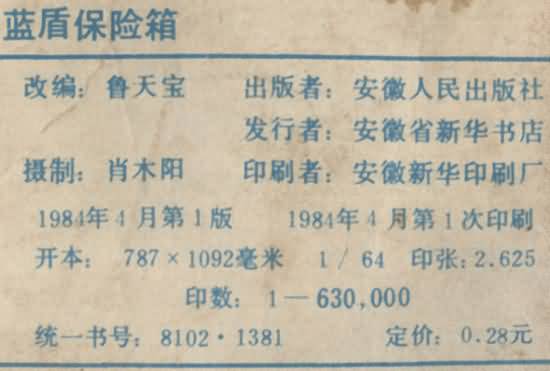 蓝盾保险箱
改编：鲁天宝 出版者：安徽人民出版社
发行者：安徽省新华书店
摄制：肖木阳 印刷者：安徽新华印刷厂
1984年4月第1版 1984年4月第1次印刷
开本： 787×1092毫米 1/64 印张：2.625
印数：1—630,000
统一书号：8102·1381 定价：0.28元